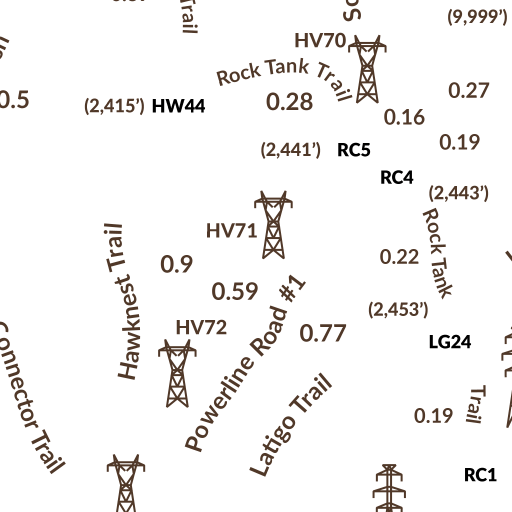 Trail
(9,999’)
HV70
Rock Tank Trail
0.5
(2,415’) HW44
0.28
0.27
0.16
0.19
(2,441’) RC5
RC4
(2,443’)
Rock Tank
HV71
Hawknest Trail
0.9
0.22
0.59
(2,453’)
HV72
0.77
Powerline Road #1
LG24
Connector Trail
Latigo Trail
0.19
Trail
RC1